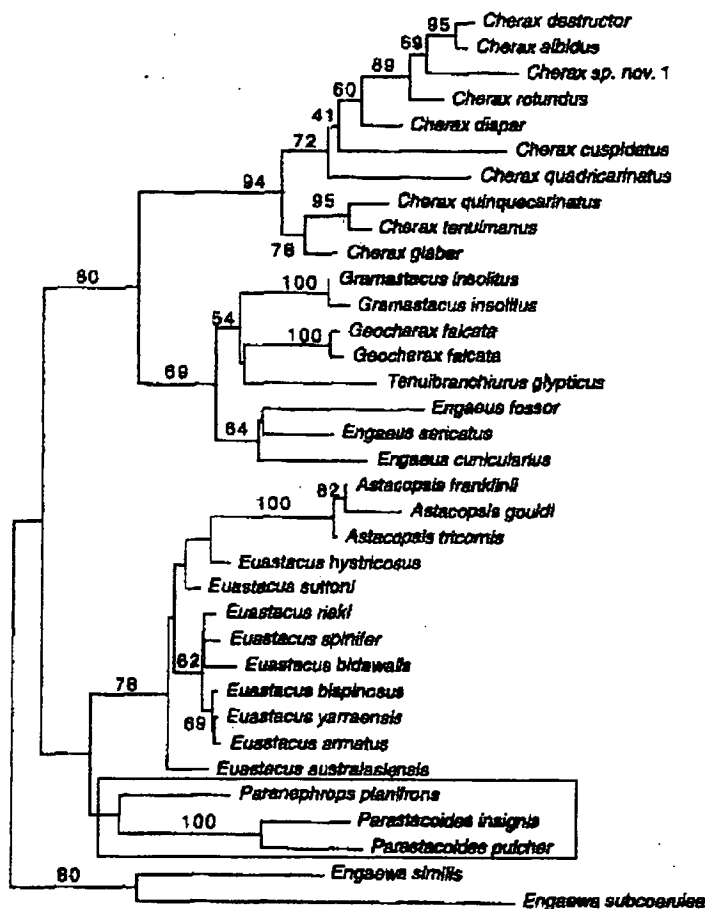 95
Cherax destructor
Cherax albidus
69
Cherax sp. nov. 1
89
Cherax rotundus
60
Cherax dispar
41
Cherax cuspidatus
72
Cherax quadricarinatus
94
95
Cherax quinquecarinatus
Cherax tenuimanus
78
Cherax glaber
80
100
Gramastacus insolitus
Gramastacus insolitus
54
100
Geocharax falcata
Geocharax falcata
69
Tenuibranchiurus glypticus
64
Engaeus fossor
Engaeus sericatus
Engaeus cunicularius
100
82
Astacopsis franklinii
Astacopsis gouldi
Astacopsis tricornis
Euastacus hystricosus
Euastacus suttoni
Euastacus rieki
Euastacus spinifer
62
Euastacus bidawalis
78
Euastacus bispinosus
69
Euastacus yarraensis
Euastacus armatus
Euastacus australasiensis
Paranephrops planifrons
100
Parastacoides insignis
Parastacoides pulcher
80
Engaewa similis
Engaewa subcoerulea